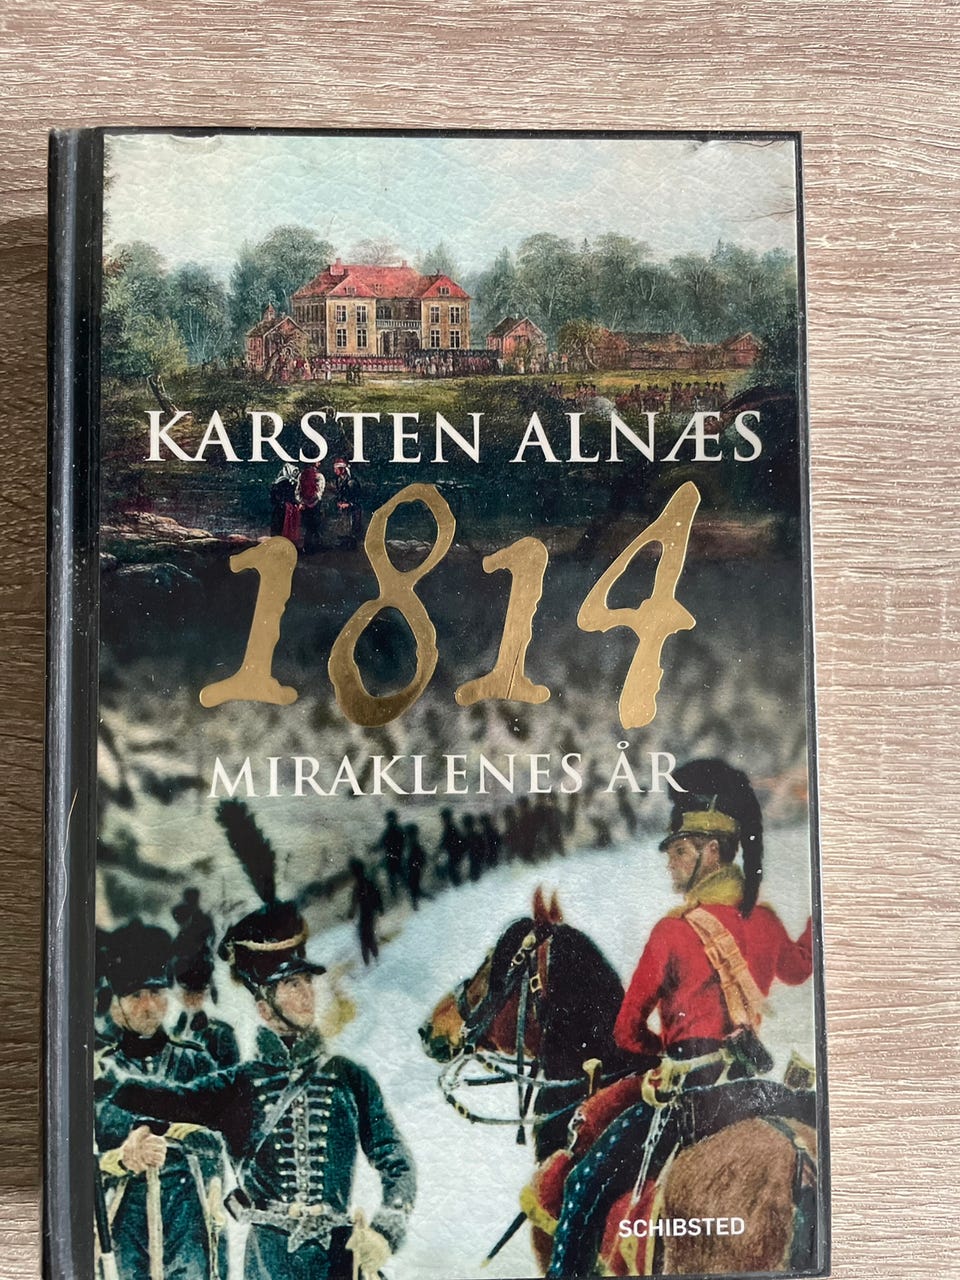 KARSTEN ALNÆS
1814
MIRAKLENES ÅR
SCHIBSTED